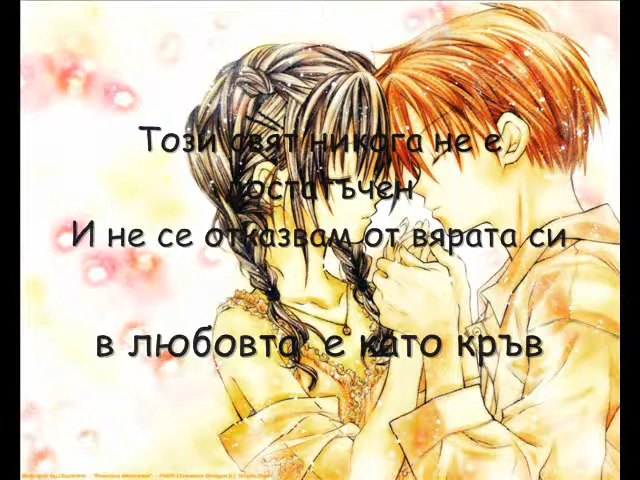 Този свят никога не е
достатъчен
И не се отказвам от вярата си
в любовта' е като кръв